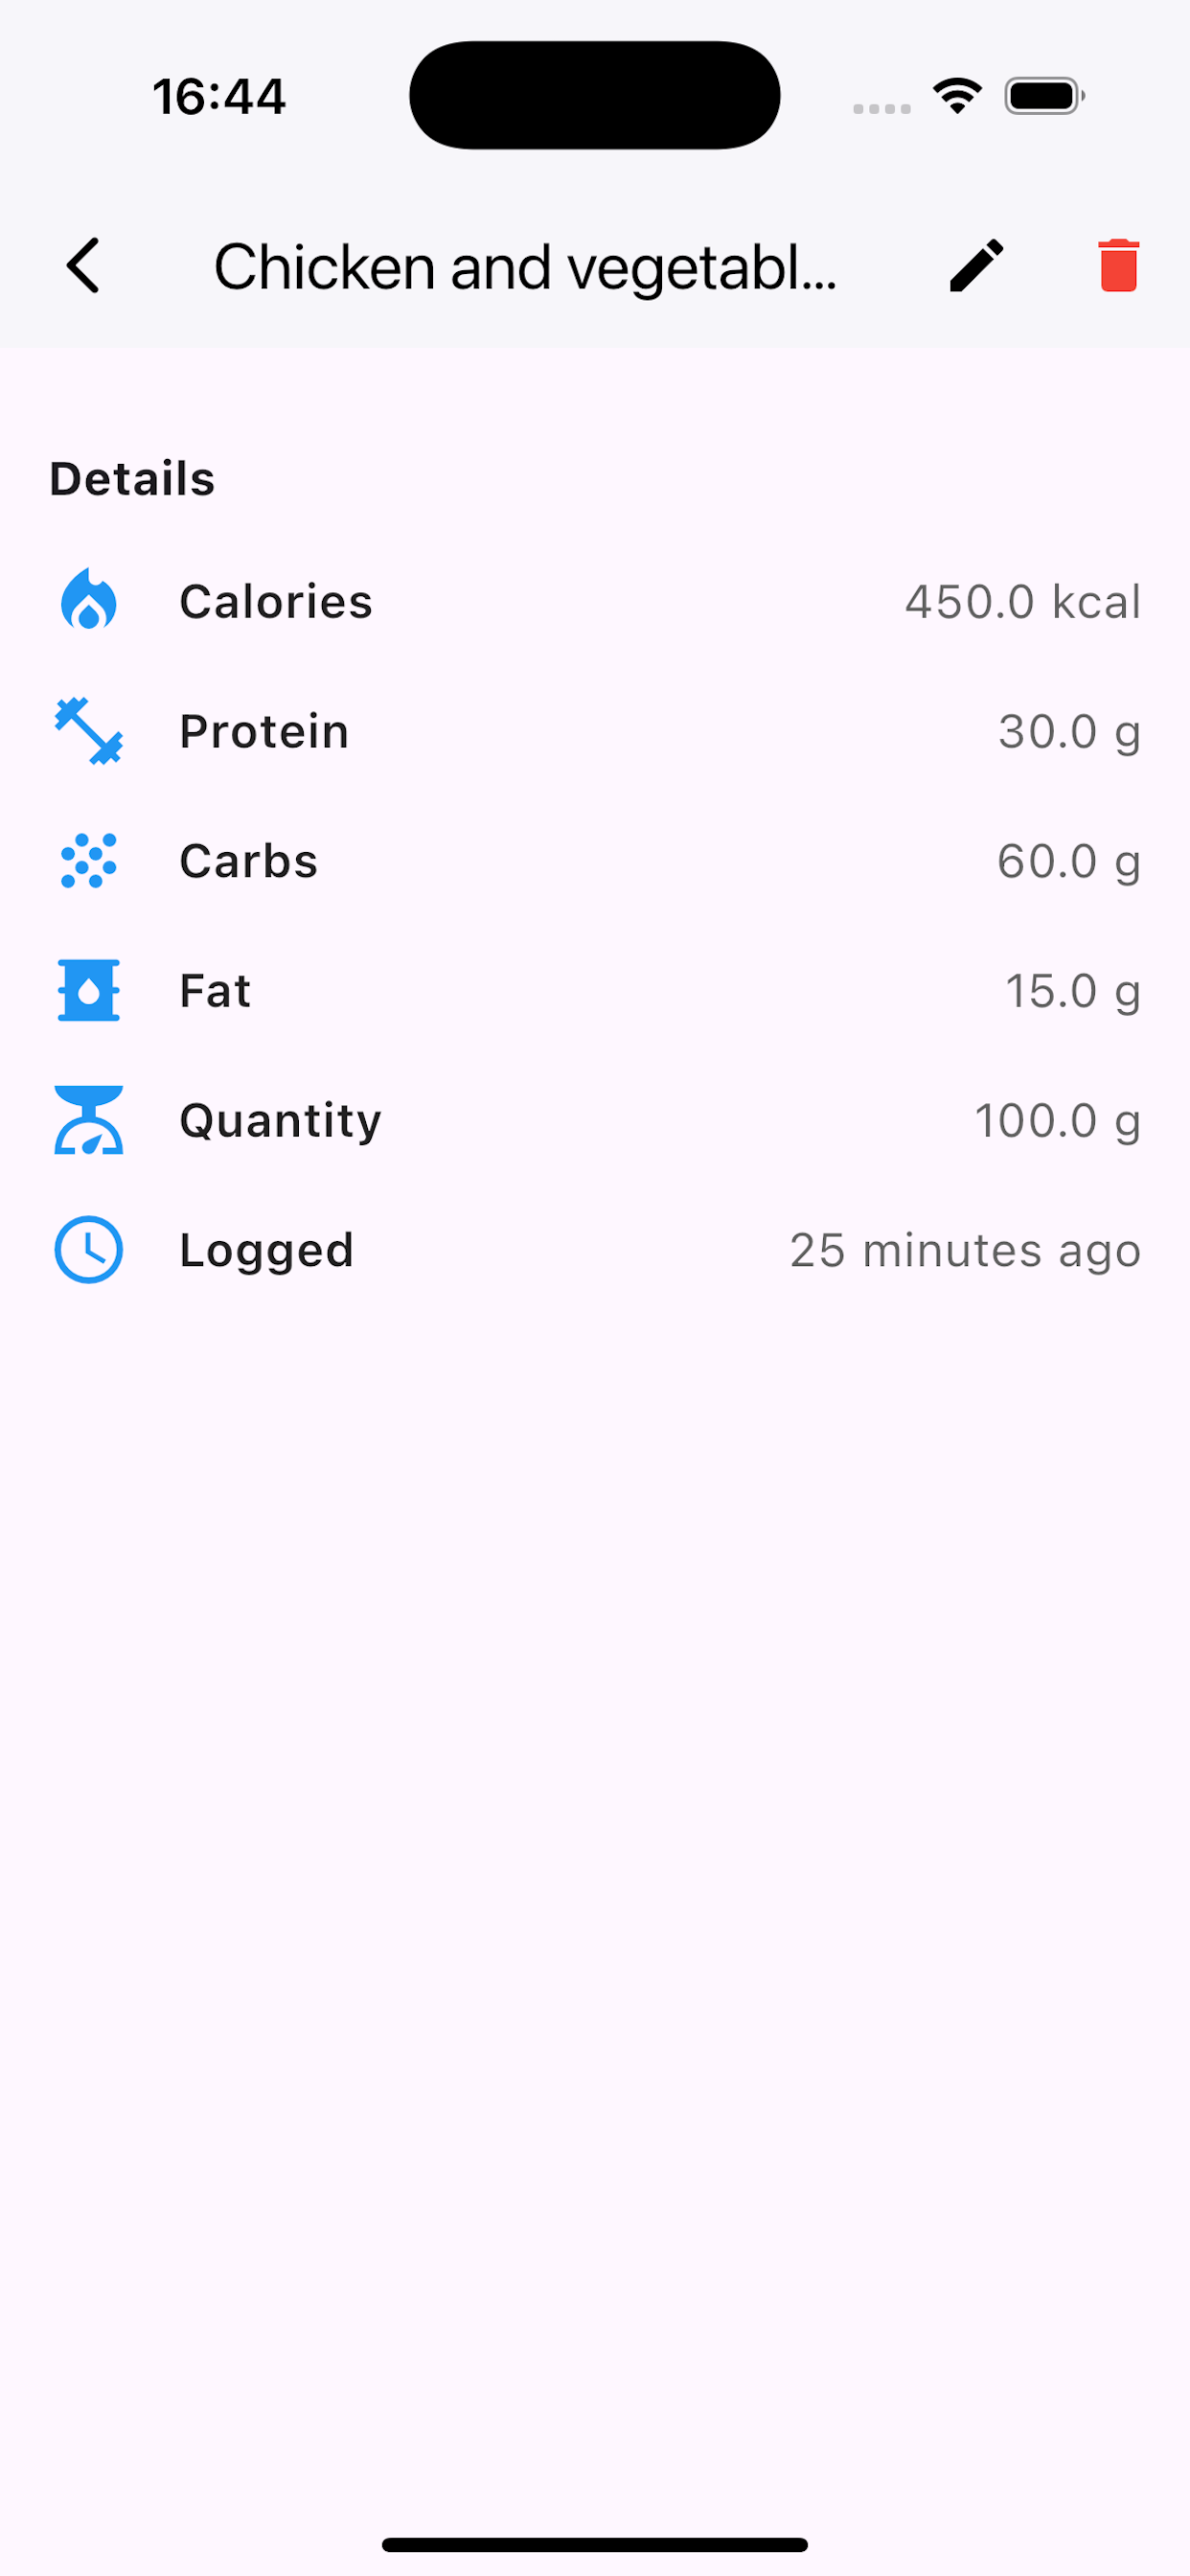 16:44
Chicken and vegetabl...
Details
Calories 450.0 kcal
Protein 30.0 g
Carbs 60.0 g
Fat 15.0 g
Quantity 100.0 g
Logged 25 minutes ago